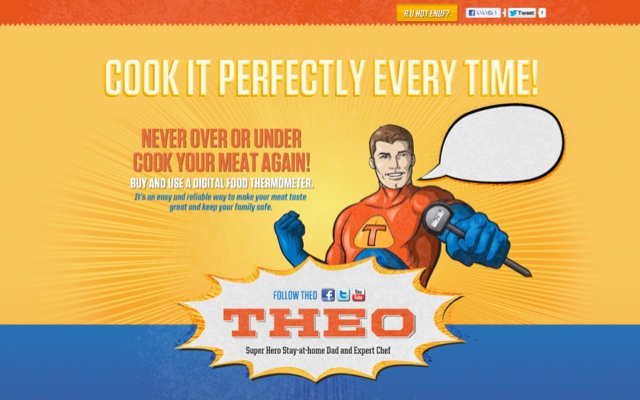 R U HOT ENUF?
いいね！
Tweet
1
COOK IT PERFECTLY EVERY TIME!
NEVER OVER OR UNDER
COOK YOUR MEAT AGAIN!
BUY AND USE A DIGITAL FOOD THERMOMETER.
It's an easy and reliable way to make your meat taste
great and keep your family safe.
T
FOLLOW THEO
You
Tube
THEO
Super Hero Stay-at-home Dad and Expert Chef